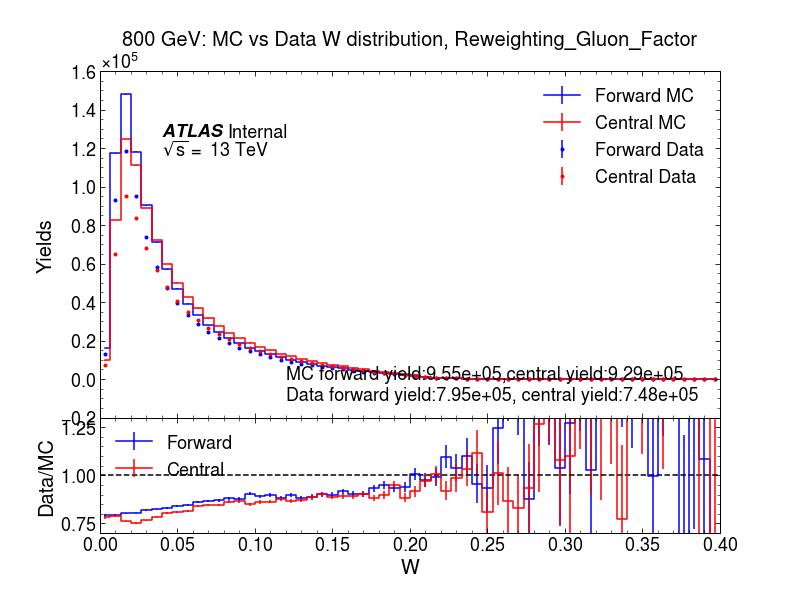 800 GeV: MC vs Data W distribution, Reweighting_Gluon_Factor
×10⁵
1.6
1.4
1.2
1.0
0.8
0.6
0.4
0.2
0.0
0.2
Yields
ATLAS Internal
√s = 13 TeV
Forward MC
Central MC
Forward Data
Central Data
MC forward yield:9.55e+05 central yield:9.29e+05
Data forward yield:7.95e+05, central yield:7.48e+05
1.25
1.00
0.75
Data/MC
Forward
Central
0.00 0.05 0.10 0.15 0.20 0.25 0.30 0.35 0.40
W